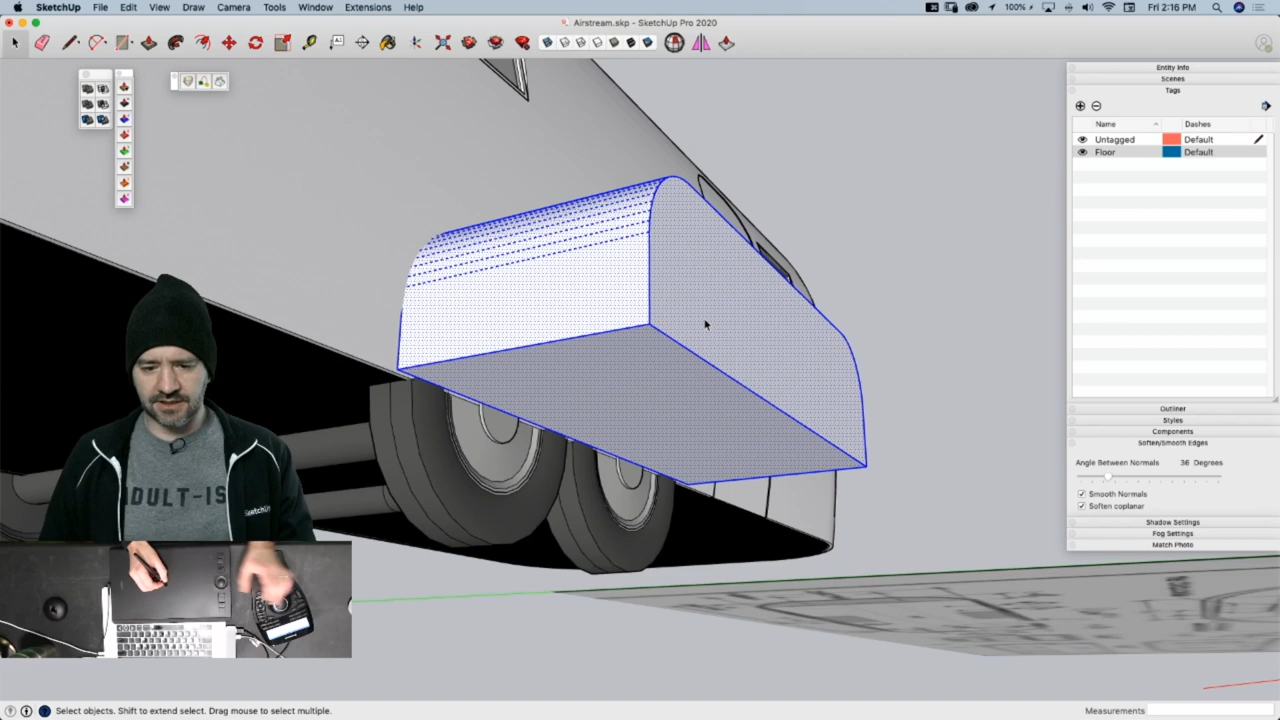 SketchUp File Edit View Draw Camera Tools Window Extensions Help
100% Fri 2:16 PM
Airstream.skp - SketchUp Pro 2020
Entity Info
Scenes
Tags
Name Dashes
Untagged Default
Floor Default
Outliner
Styles
Components
Soften/Smooth Edges
Angle Between Normals 36 Degrees
Smooth Normals
Soften coplanar
Shadow Settings
Fog Settings
Match Photo
DULT-IS
SketchUp
Select objects. Shift to extend select. Drag mouse to select multiple.
Measurements